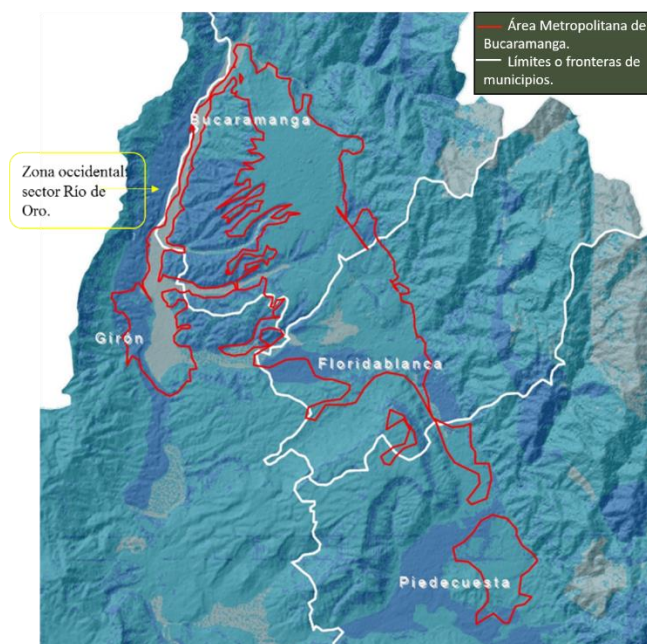 Área Metropolitana de
Bucaramanga.
Límites o fronteras de
municipios.
Bucaramanga
Zona occidental
sector Río de
Oro.
Girón
Floridablanca
Piedecuesta